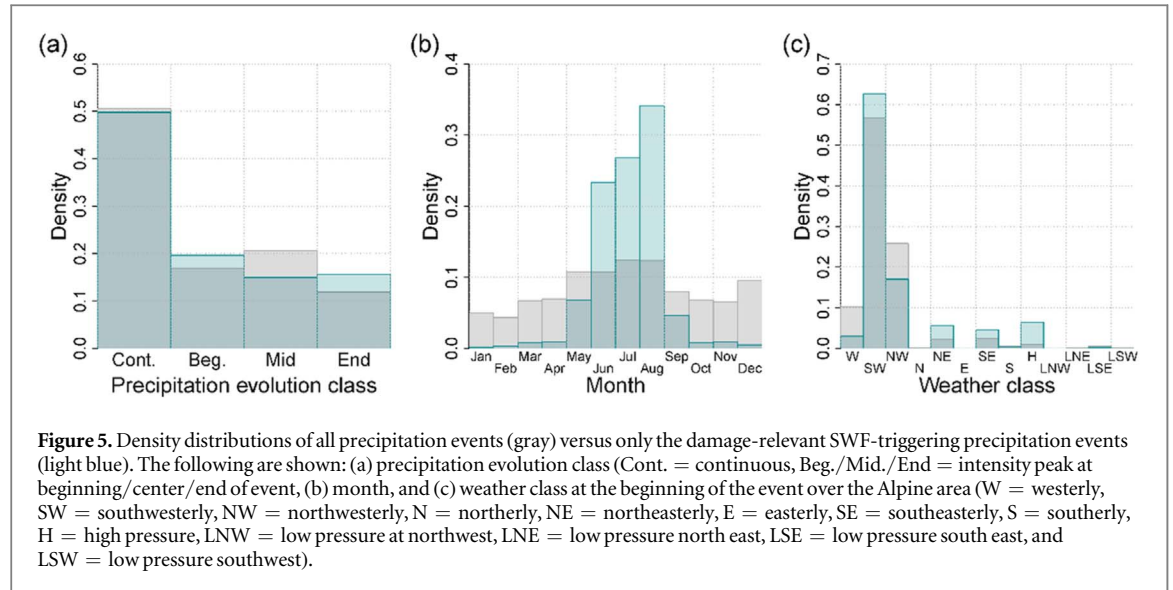 (a)
0.6
0.5
0.4
0.3
0.2
0.1
0.0
Density
Cont. Beg. Mid End
Precipitation evolution class
(b)
0.4
0.3
0.2
0.1
0.0
Density
Jan Mar May Jul Sep Nov
Feb Apr Jun Aug Oct Dec
Month
(c)
0.7
0.6
0.5
0.4
0.3
0.2
0.1
0.0
Density
W NW NE SE H LNE LSW
SW N E S LNW LSE
Weather class
Figure 5. Density distributions of all precipitation events (gray) versus only the damage-relevant SWF-triggering precipitation events
(light blue). The following are shown: (a) precipitation evolution class (Cont. = continuous, Beg./Mid./End = intensity peak at
beginning/center/end of event, (b) month, and (c) weather class at the beginning of the event over the Alpine area (W = westerly,
SW = southwesterly, NW = northwesterly, N = northerly, NE = northeasterly, E = easterly, SE = southeasterly, S = southerly,
H = high pressure, LNW = low pressure at northwest, LNE = low pressure north east, LSE = low pressure south east, and
LSW = low pressure southwest).